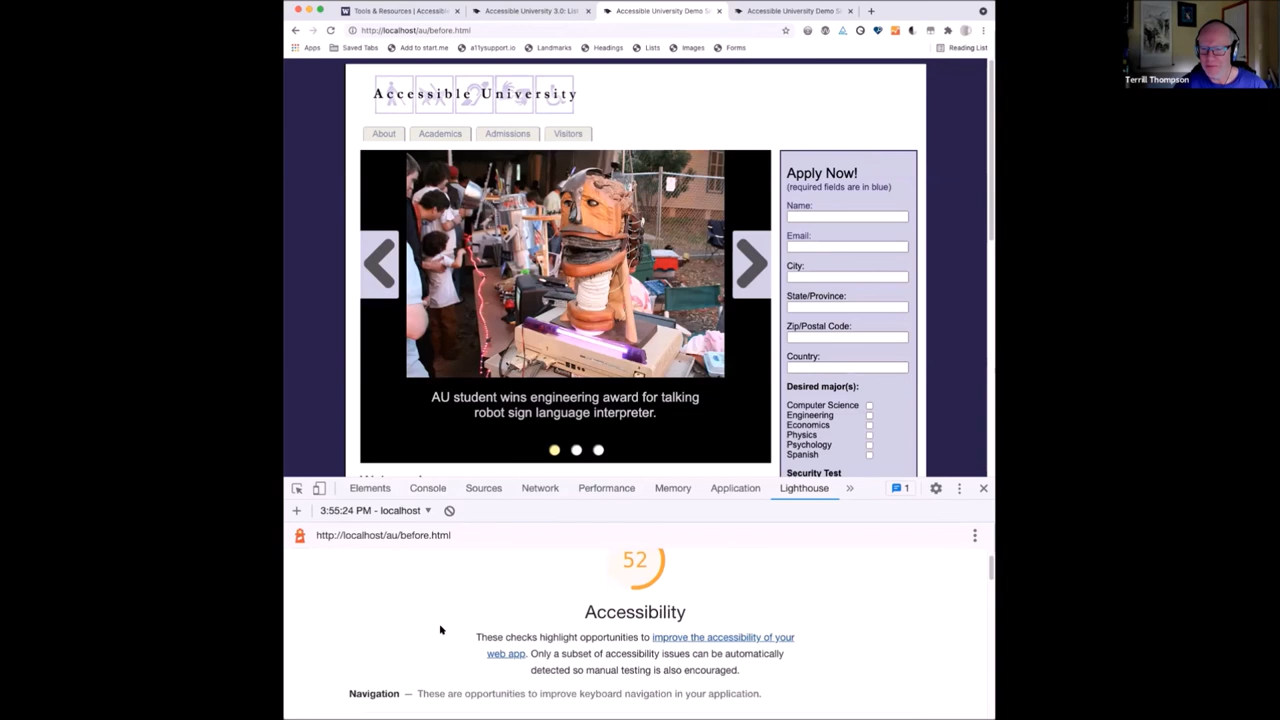 Tools & Resources | Accessible
Accessible University 3.0: List
Accessible University Demo Si
Accessible University Demo Si
http://localhost/au/before.html
Apps
Saved Tabs
Add to start.me
a11ysupport.io
Landmarks
Headings
Lists
Images
Forms
Reading List
Terrill Thompson
Accessible University
About
Academics
Admissions
Visitors
Apply Now!
(required fields are in blue)
Name:
Email:
City:
State/Province:
Zip/Postal Code:
Country:
Desired major(s):
Computer Science
Engineering
Economics
Physics
Psychology
Spanish
Security Test
AU student wins engineering award for talking
robot sign language interpreter.
Elements
Console
Sources
Network
Performance
Memory
Application
Lighthouse
1
3:55:24 PM - localhost
http://localhost/au/before.html
52
Accessibility
These checks highlight opportunities to improve the accessibility of your
web app. Only a subset of accessibility issues can be automatically
detected so manual testing is also encouraged.
Navigation — These are opportunities to improve keyboard navigation in your application.